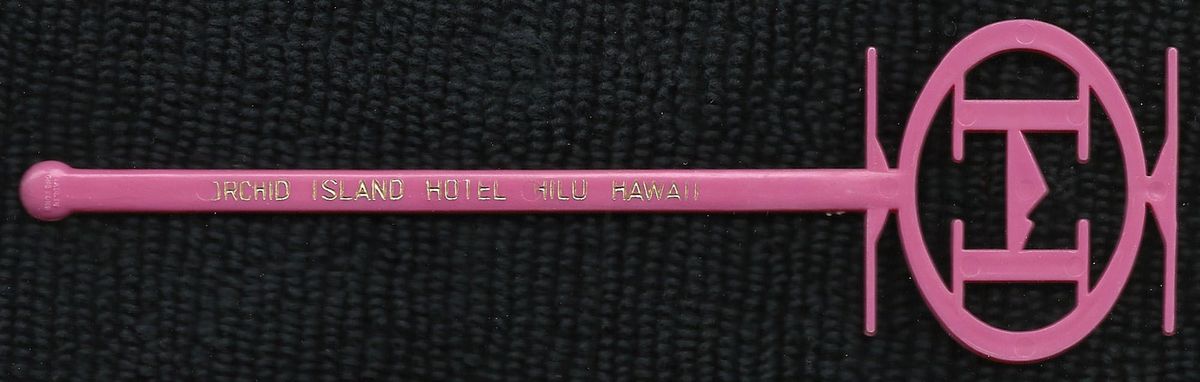 ORCHID ISLAND HOTEL HILO HAWAII